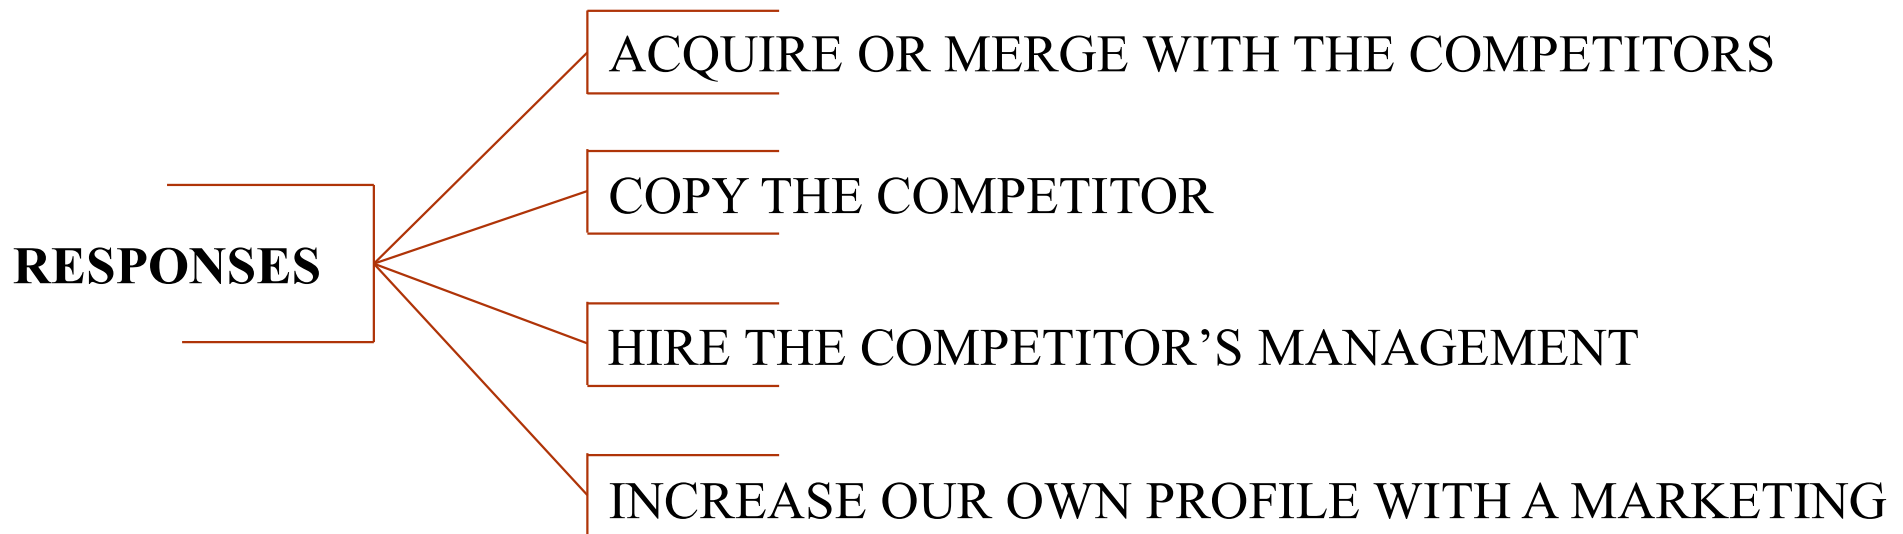 ACQUIRE OR MERGE WITH THE COMPETITORS
COPY THE COMPETITOR
RESPONSES
HIRE THE COMPETITOR’S MANAGEMENT
INCREASE OUR OWN PROFILE WITH A MARKETING